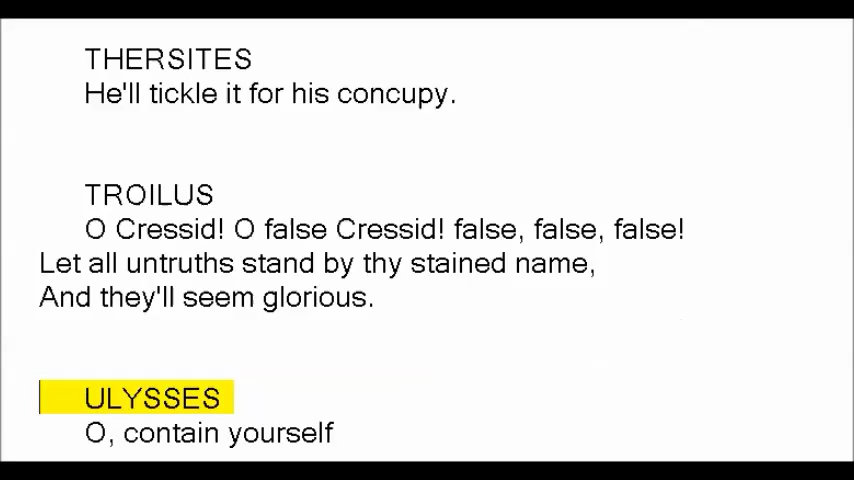 THERSITES
He'll tickle it for his concupy.
TROILUS
O Cressid! O false Cressid! false, false, false!
Let all untruths stand by thy stained name,
And they'll seem glorious.
ULYSSES
O, contain yourself